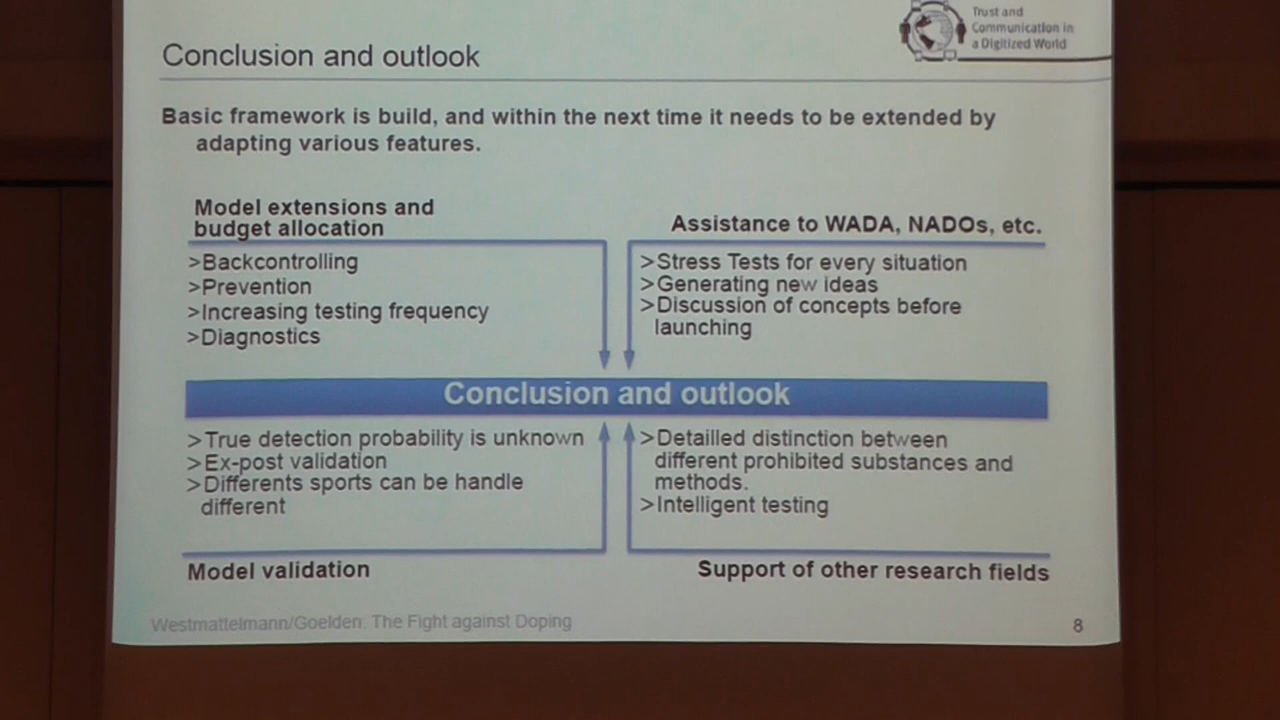 Trust and
Communication in
a Digitized World
Conclusion and outlook
Basic framework is build, and within the next time it needs to be extended by
adapting various features.
Model extensions and
budget allocation
>Backcontrolling
>Prevention
>Increasing testing frequency
>Diagnostics
Assistance to WADA, NADOs, etc.
>Stress Tests for every situation
>Generating new ideas
>Discussion of concepts before
launching
Conclusion and outlook
>True detection probability is unknown
>Ex-post validation
>Differents sports can be handle
different
Model validation
>Detailled distinction between
different prohibited substances and
methods.
>Intelligent testing
Support of other research fields
Westmattelmann/Goelden: The Fight against Doping
8